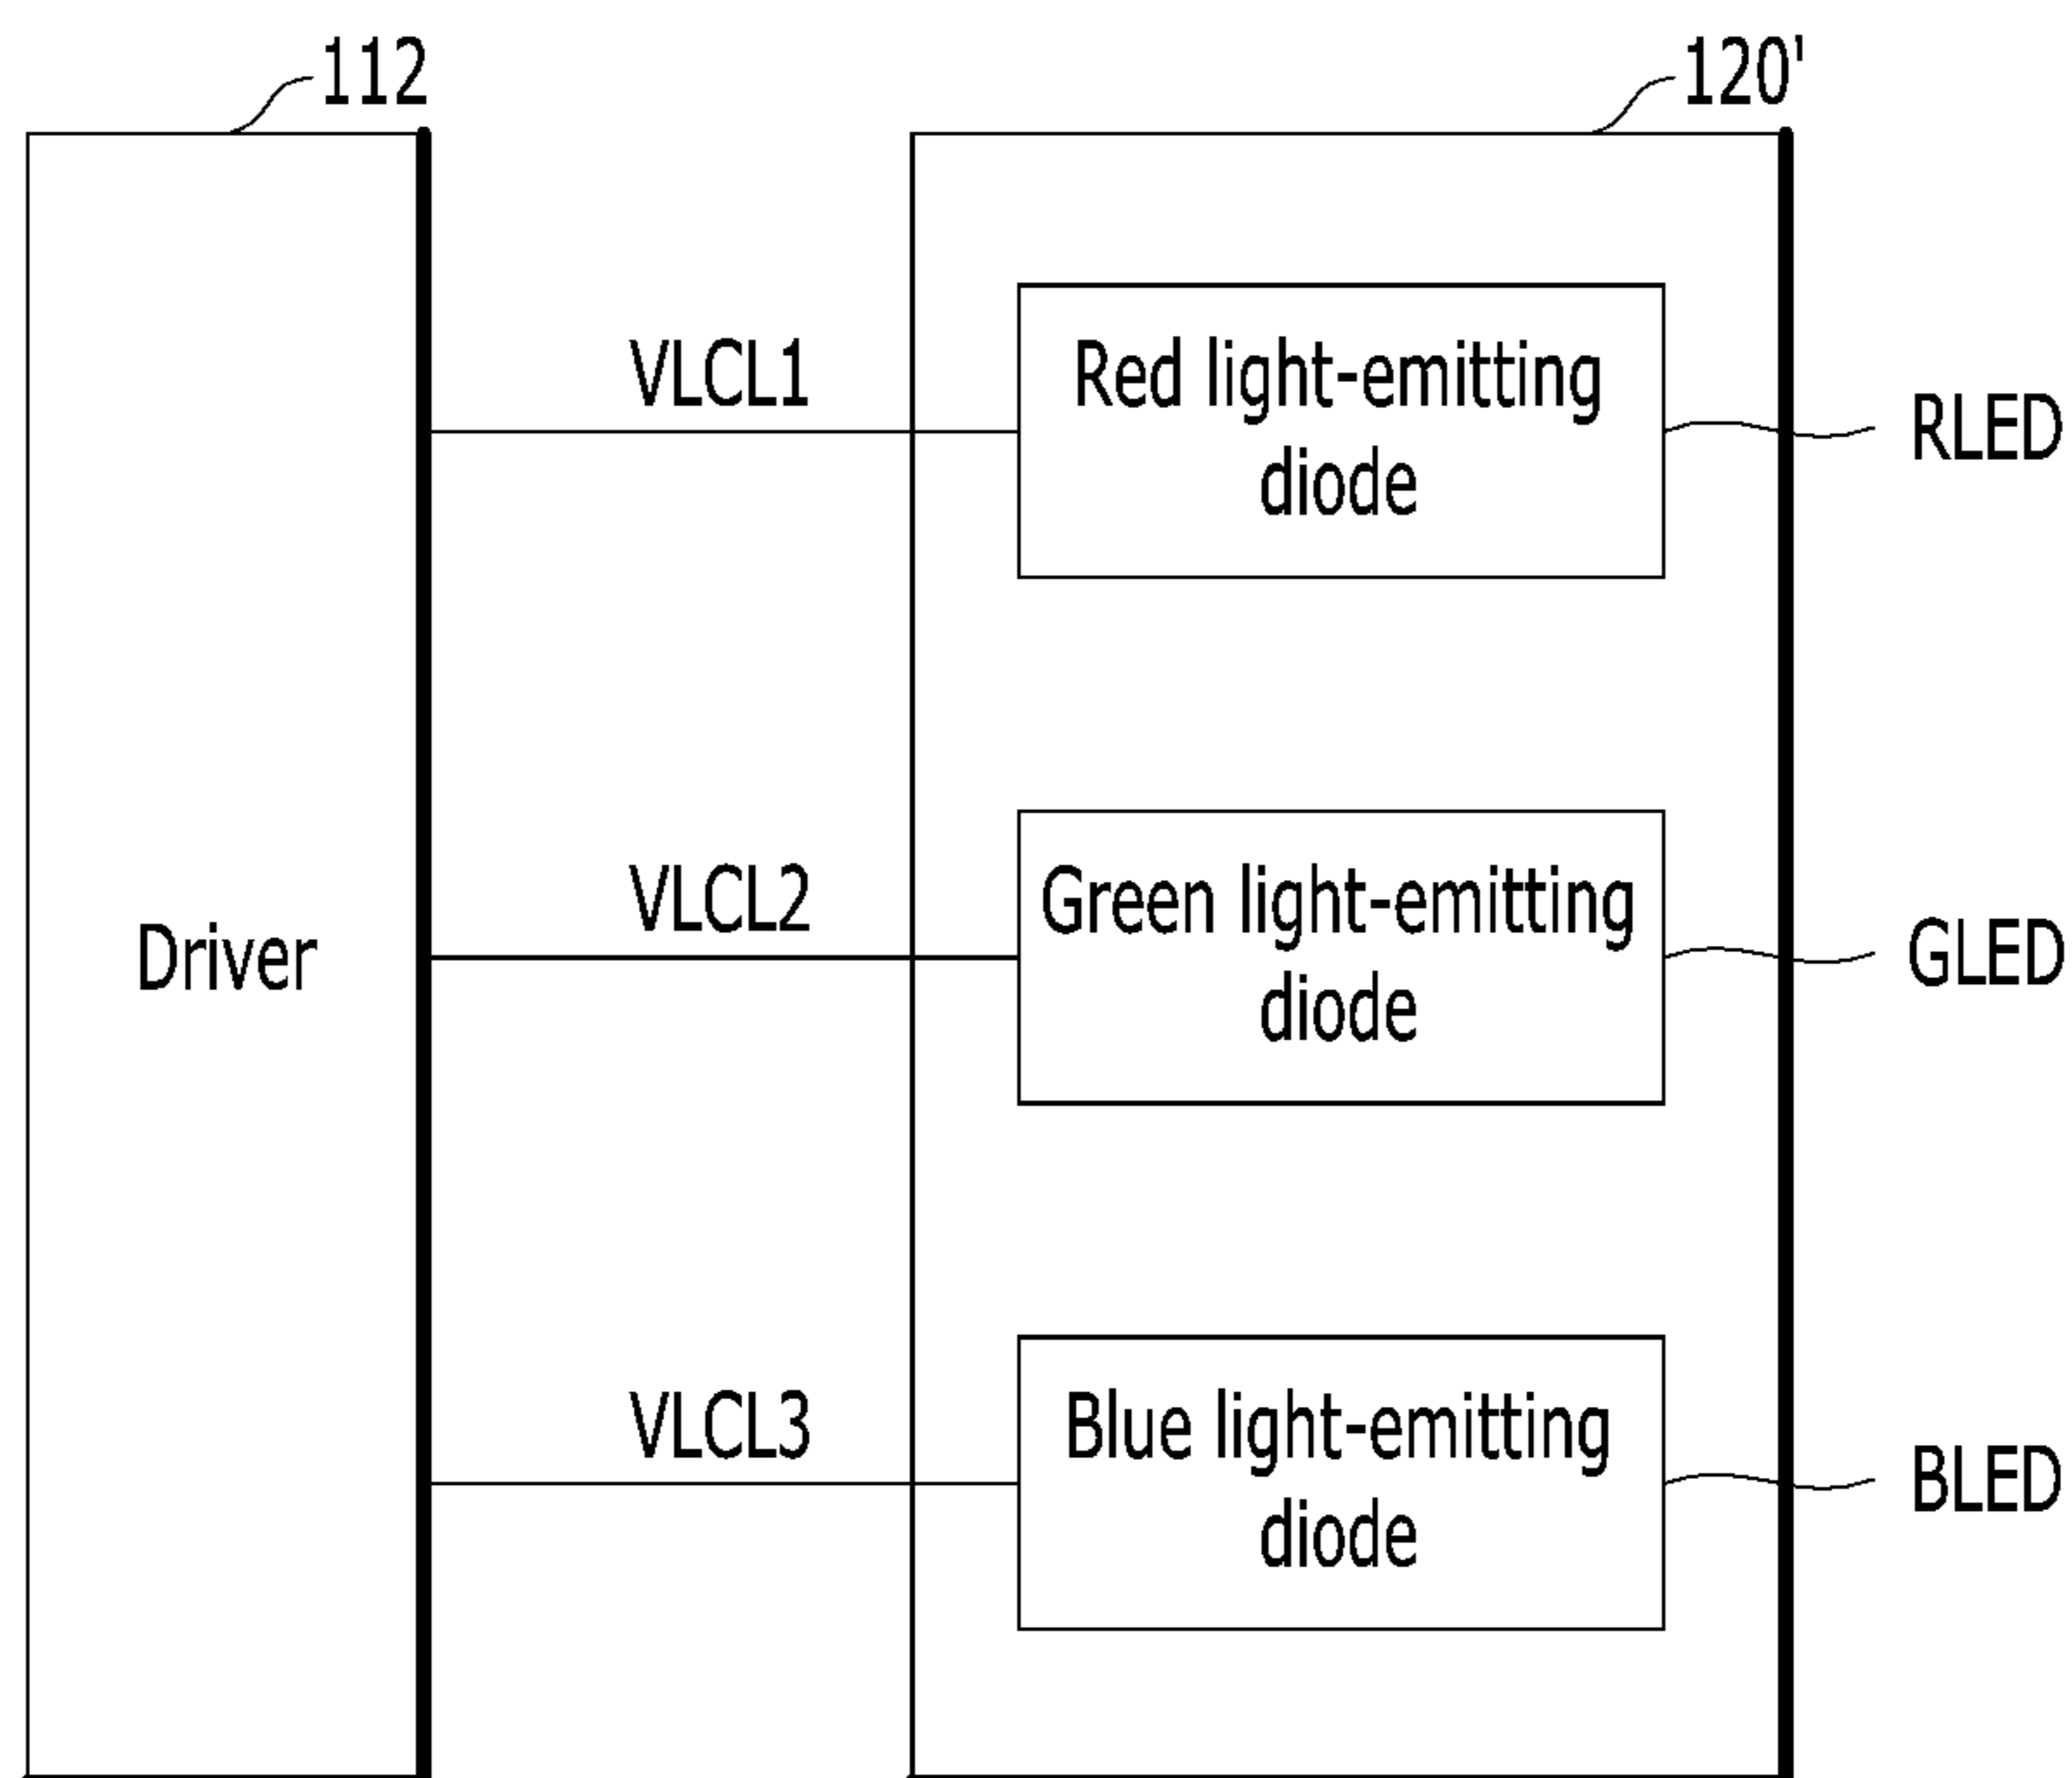 112
120'
VLCL1
Red light-emitting
diode
RLED
Driver
VLCL2
Green light-emitting
diode
GLED
VLCL3
Blue light-emitting
diode
BLED